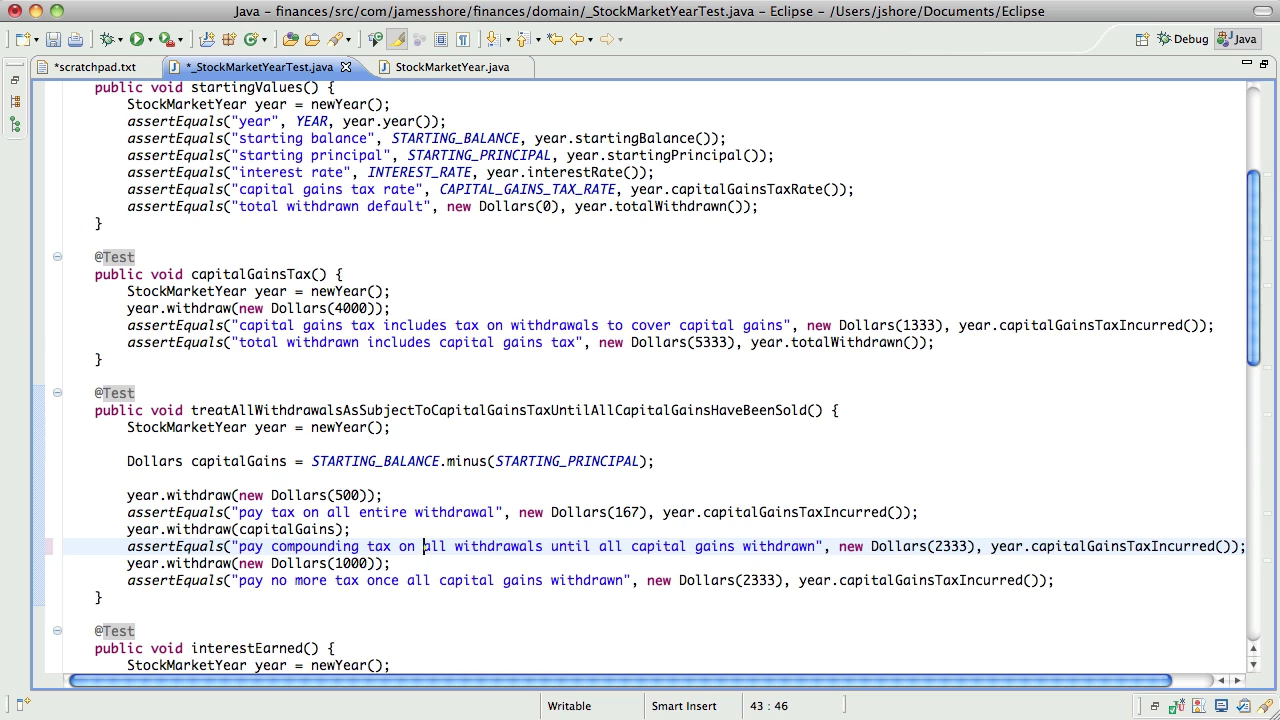 Java – finances/src/com/jamesshore/finances/domain/_StockMarketYearTest.java – Eclipse – /Users/jshore/Documents/Eclipse
Debug Java
*scratchpad.txt *_StockMarketYearTest.java StockMarketYear.java
public void startingValues() {
StockMarketYear year = newYear();
assertEquals("year", YEAR, year.year());
assertEquals("starting balance", STARTING_BALANCE, year.startingBalance());
assertEquals("starting principal", STARTING_PRINCIPAL, year.startingPrincipal());
assertEquals("interest rate", INTEREST_RATE, year.interestRate());
assertEquals("capital gains tax rate", CAPITAL_GAINS_TAX_RATE, year.capitalGainsTaxRate());
assertEquals("total withdrawn default", new Dollars(0), year.totalWithdrawn());
}
@Test
public void capitalGainsTax() {
StockMarketYear year = newYear();
year.withdraw(new Dollars(4000));
assertEquals("capital gains tax includes tax on withdrawals to cover capital gains", new Dollars(1333), year.capitalGainsTaxIncurred());
assertEquals("total withdrawn includes capital gains tax", new Dollars(5333), year.totalWithdrawn());
}
@Test
public void treatAllWithdrawalsAsSubjectToCapitalGainsTaxUntilAllCapitalGainsHaveBeenSold() {
StockMarketYear year = newYear();
Dollars capitalGains = STARTING_BALANCE.minus(STARTING_PRINCIPAL);
year.withdraw(new Dollars(500));
assertEquals("pay tax on all entire withdrawal", new Dollars(167), year.capitalGainsTaxIncurred());
year.withdraw(capitalGains);
assertEquals("pay compounding tax on all withdrawals until all capital gains withdrawn", new Dollars(2333), year.capitalGainsTaxIncurred());
year.withdraw(new Dollars(1000));
assertEquals("pay no more tax once all capital gains withdrawn", new Dollars(2333), year.capitalGainsTaxIncurred());
}
@Test
public void interestEarned() {
StockMarketYear year = newYear();
Writable Smart Insert 43 : 46